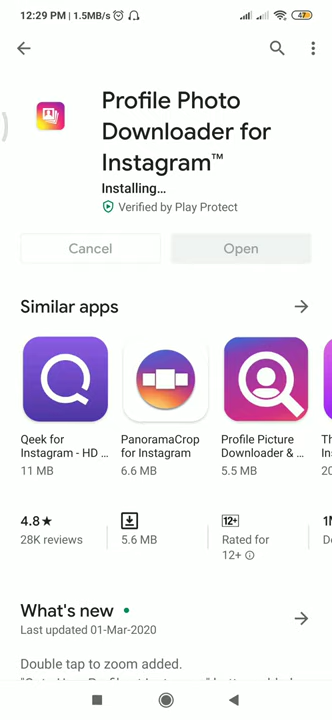 12:29 PM | 1.5MB/s
47
Profile Photo
Downloader for
Instagram™
Installing...
Verified by Play Protect
Cancel
Open
Similar apps
Qeek for
Instagram - HD ...
11 MB
PanoramaCrop
for Instagram
6.6 MB
Profile Picture
Downloader & ...
5.5 MB
4.8★
28K reviews
5.6 MB
12+
Rated for
12+
What's new
Last updated 01-Mar-2020
Double tap to zoom added.